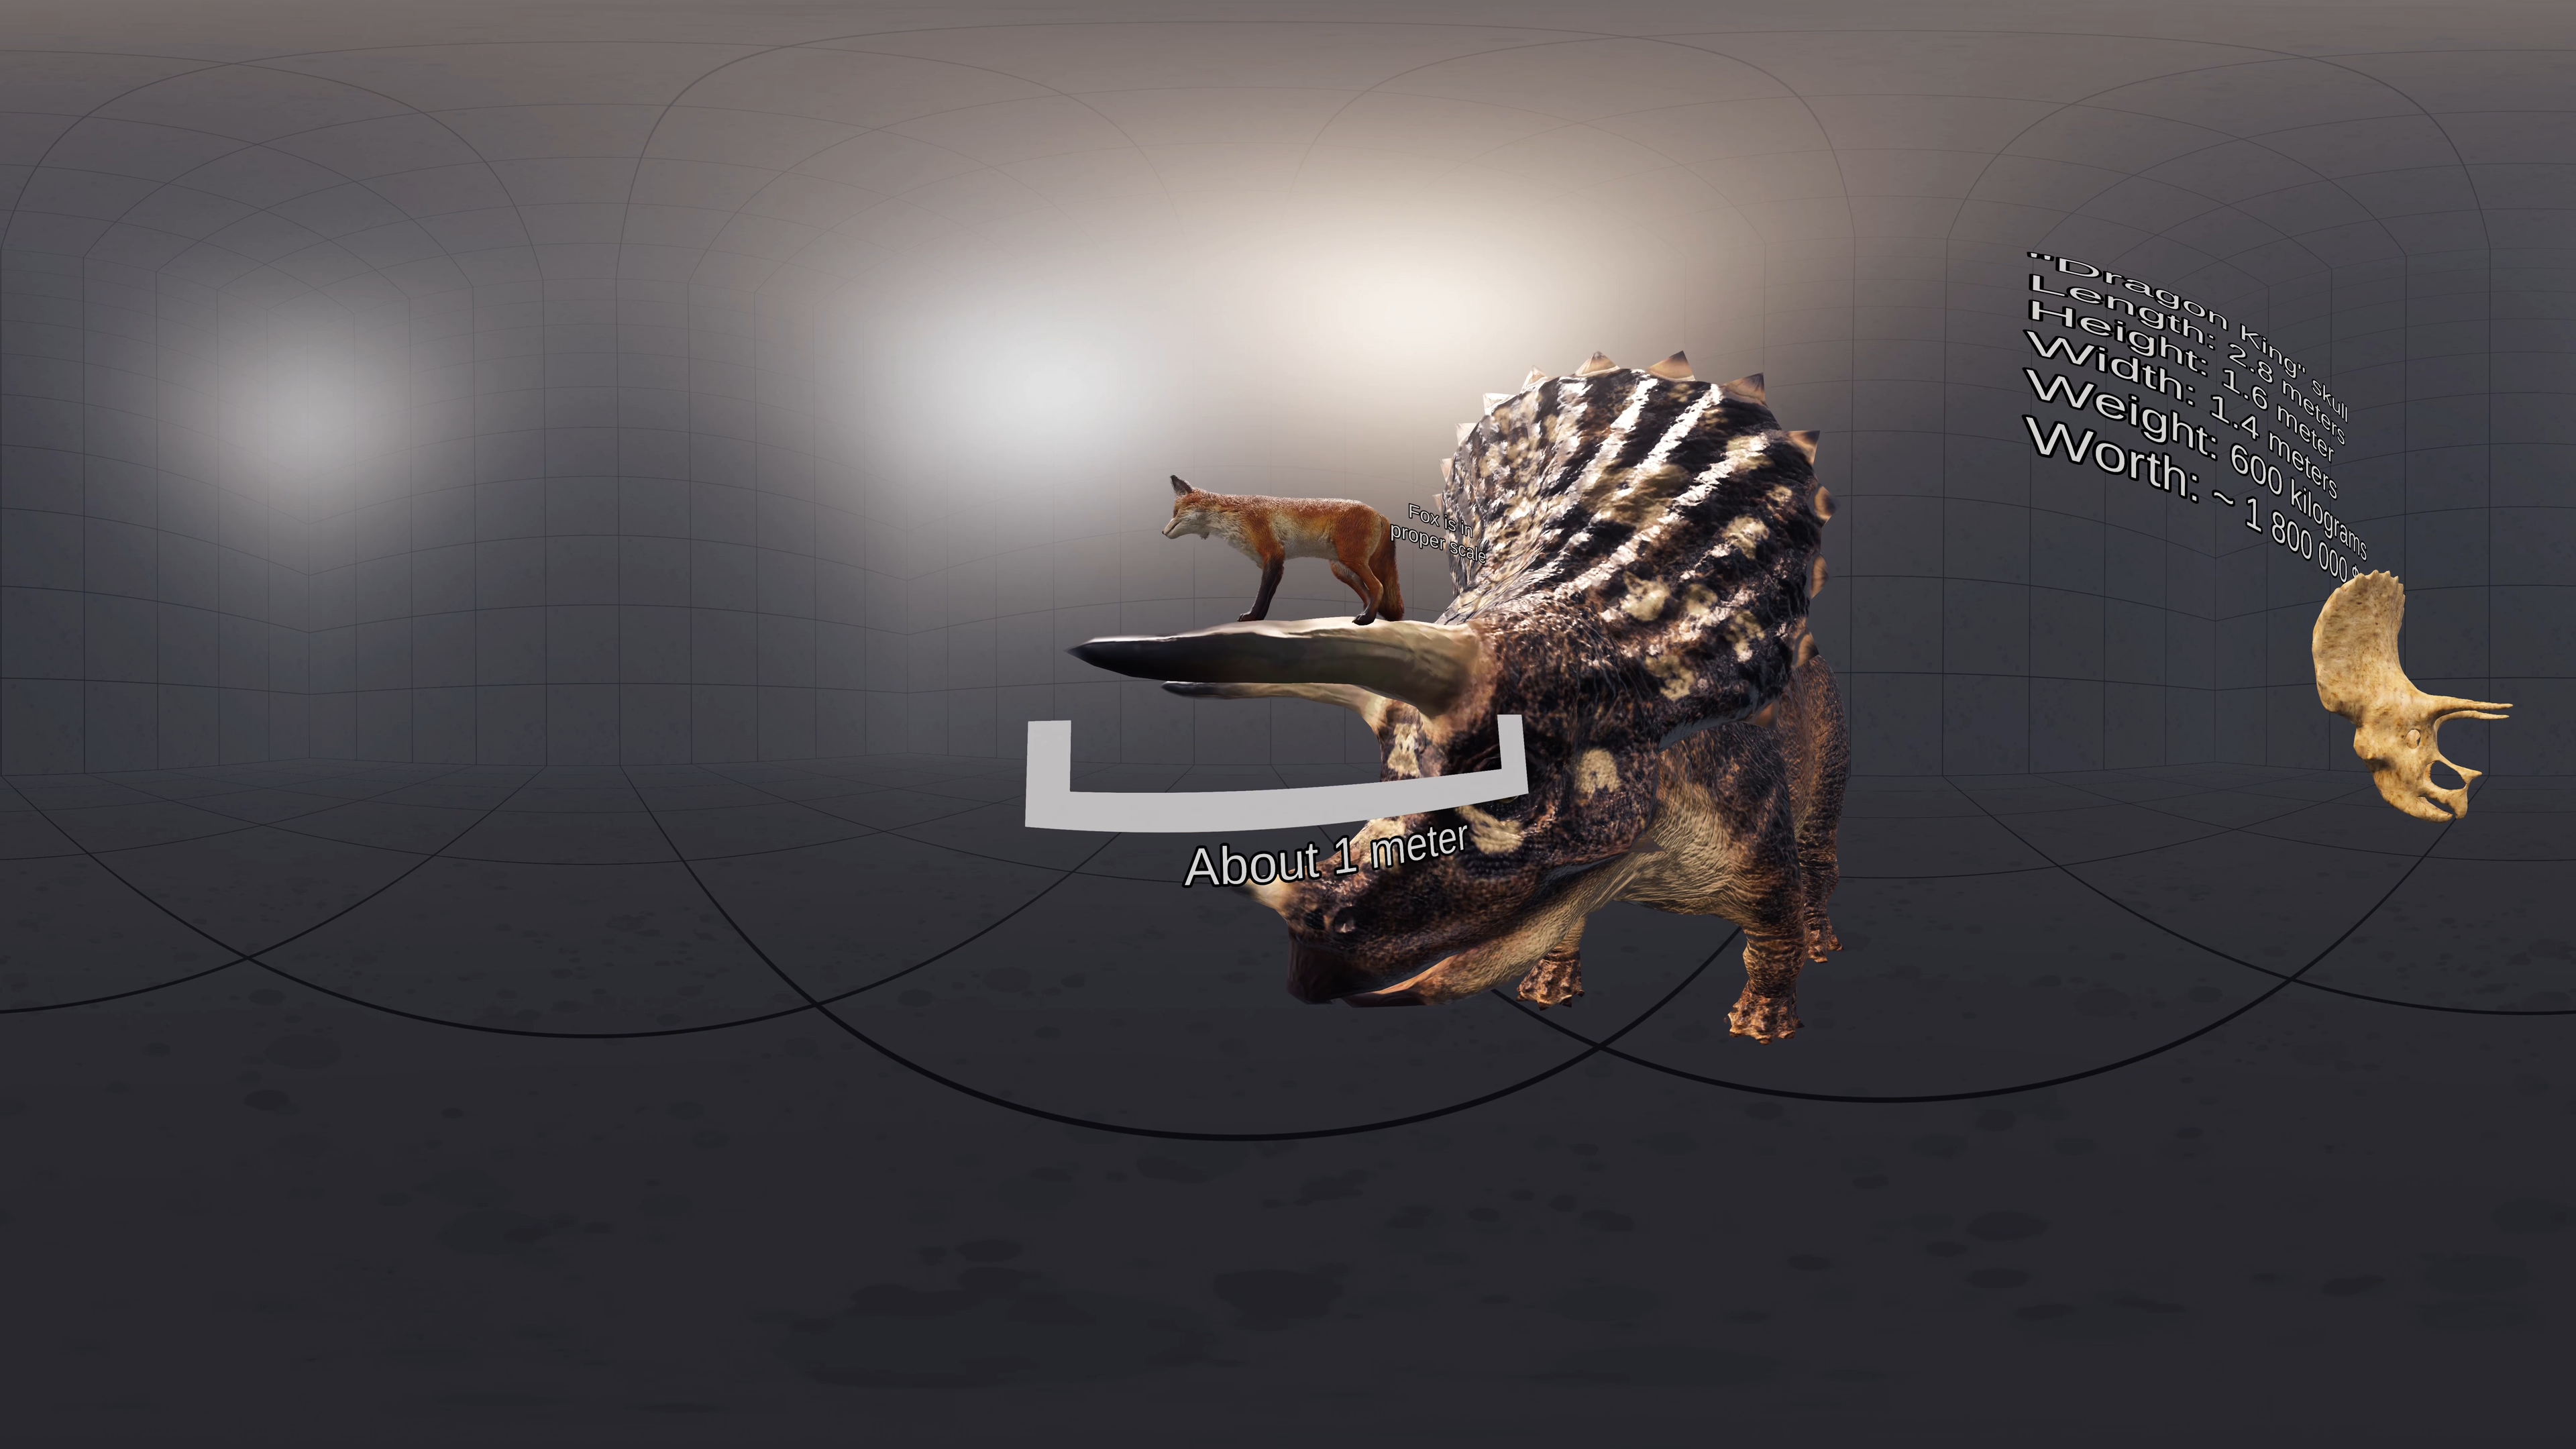 Fox is in
proper scale
About 1 meter
"Dragon King" skull
Length: 2.8 meters
Height: 1.6 meter
Width: 1.4 meters
Weight: 600 kilograms
Worth: ~ 1 800 000 $